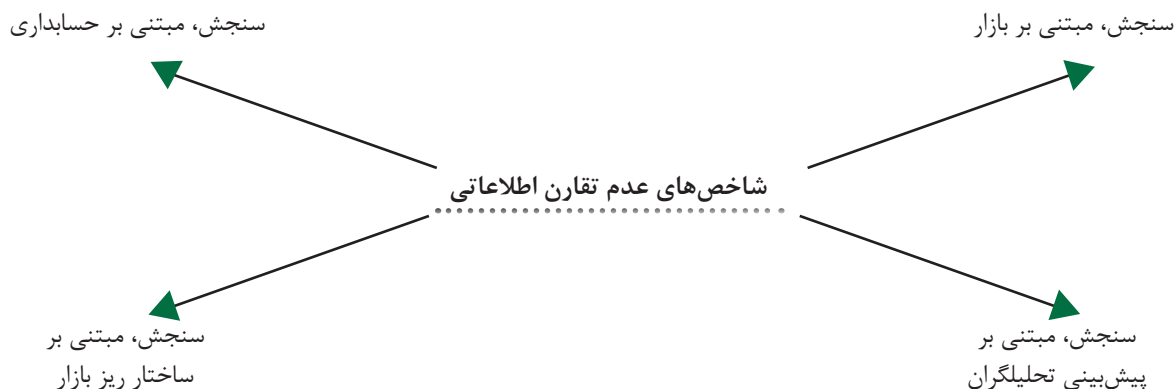 سنجش، مبتنی بر بازار
سنجش، مبتنی بر حسابداری
شاخص‌های عدم تقارن اطلاعاتی
سنجش، مبتنی بر
پیش‌بینی تحلیلگران
سنجش، مبتنی بر
ساختار ریز بازار